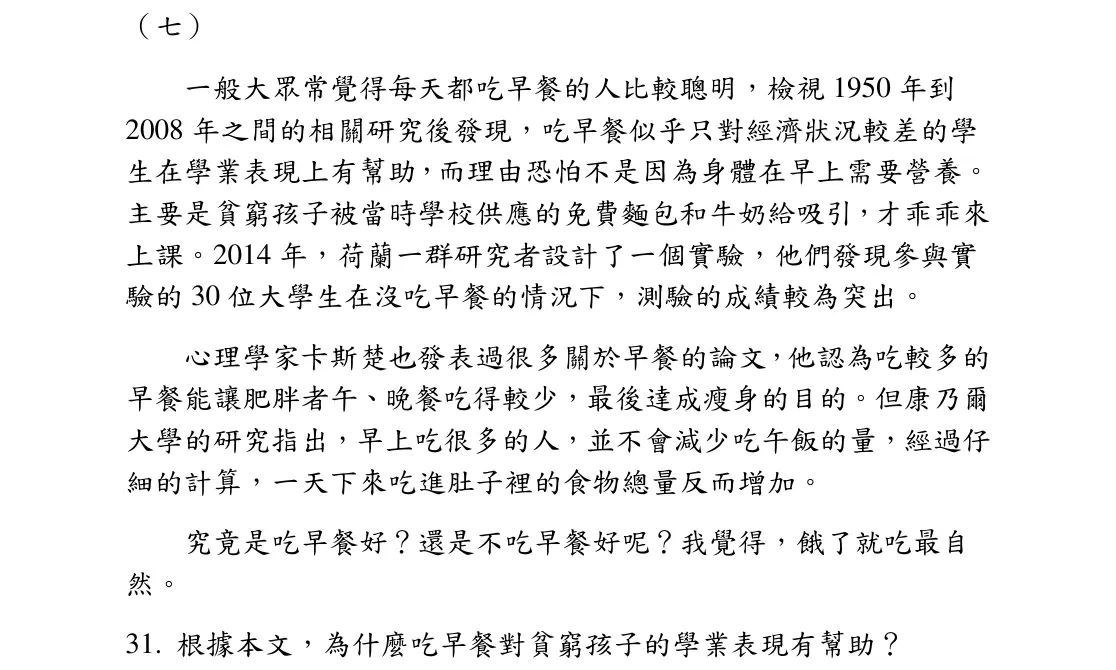 （七）
一般大眾常覺得每天都吃早餐的人比較聰明，檢視 1950 年到
2008 年之間的相關研究後發現，吃早餐似乎只對經濟狀況較差的學
生在學業表現上有幫助，而理由恐怕不是因為身體在早上需要營養。
主要是貧窮孩子被當時學校供應的免費麵包和牛奶給吸引，才乖乖來
上課。2014 年，荷蘭一群研究者設計了一個實驗，他們發現參與實
驗的 30 位大學生在沒吃早餐的情況下，測驗的成績較為突出。
心理學家卡斯楚也發表過很多關於早餐的論文，他認為吃較多的
早餐能讓肥胖者午、晚餐吃得較少，最後達成瘦身的目的。但康乃爾
大學的研究指出，早上吃很多的人，並不會減少吃午飯的量，經過仔
細的計算，一天下來吃進肚子裡的食物總量反而增加。
究竟是吃早餐好？還是不吃早餐好呢？我覺得，餓了就吃最自
然。
31. 根據本文，為什麼吃早餐對貧窮孩子的學業表現有幫助？